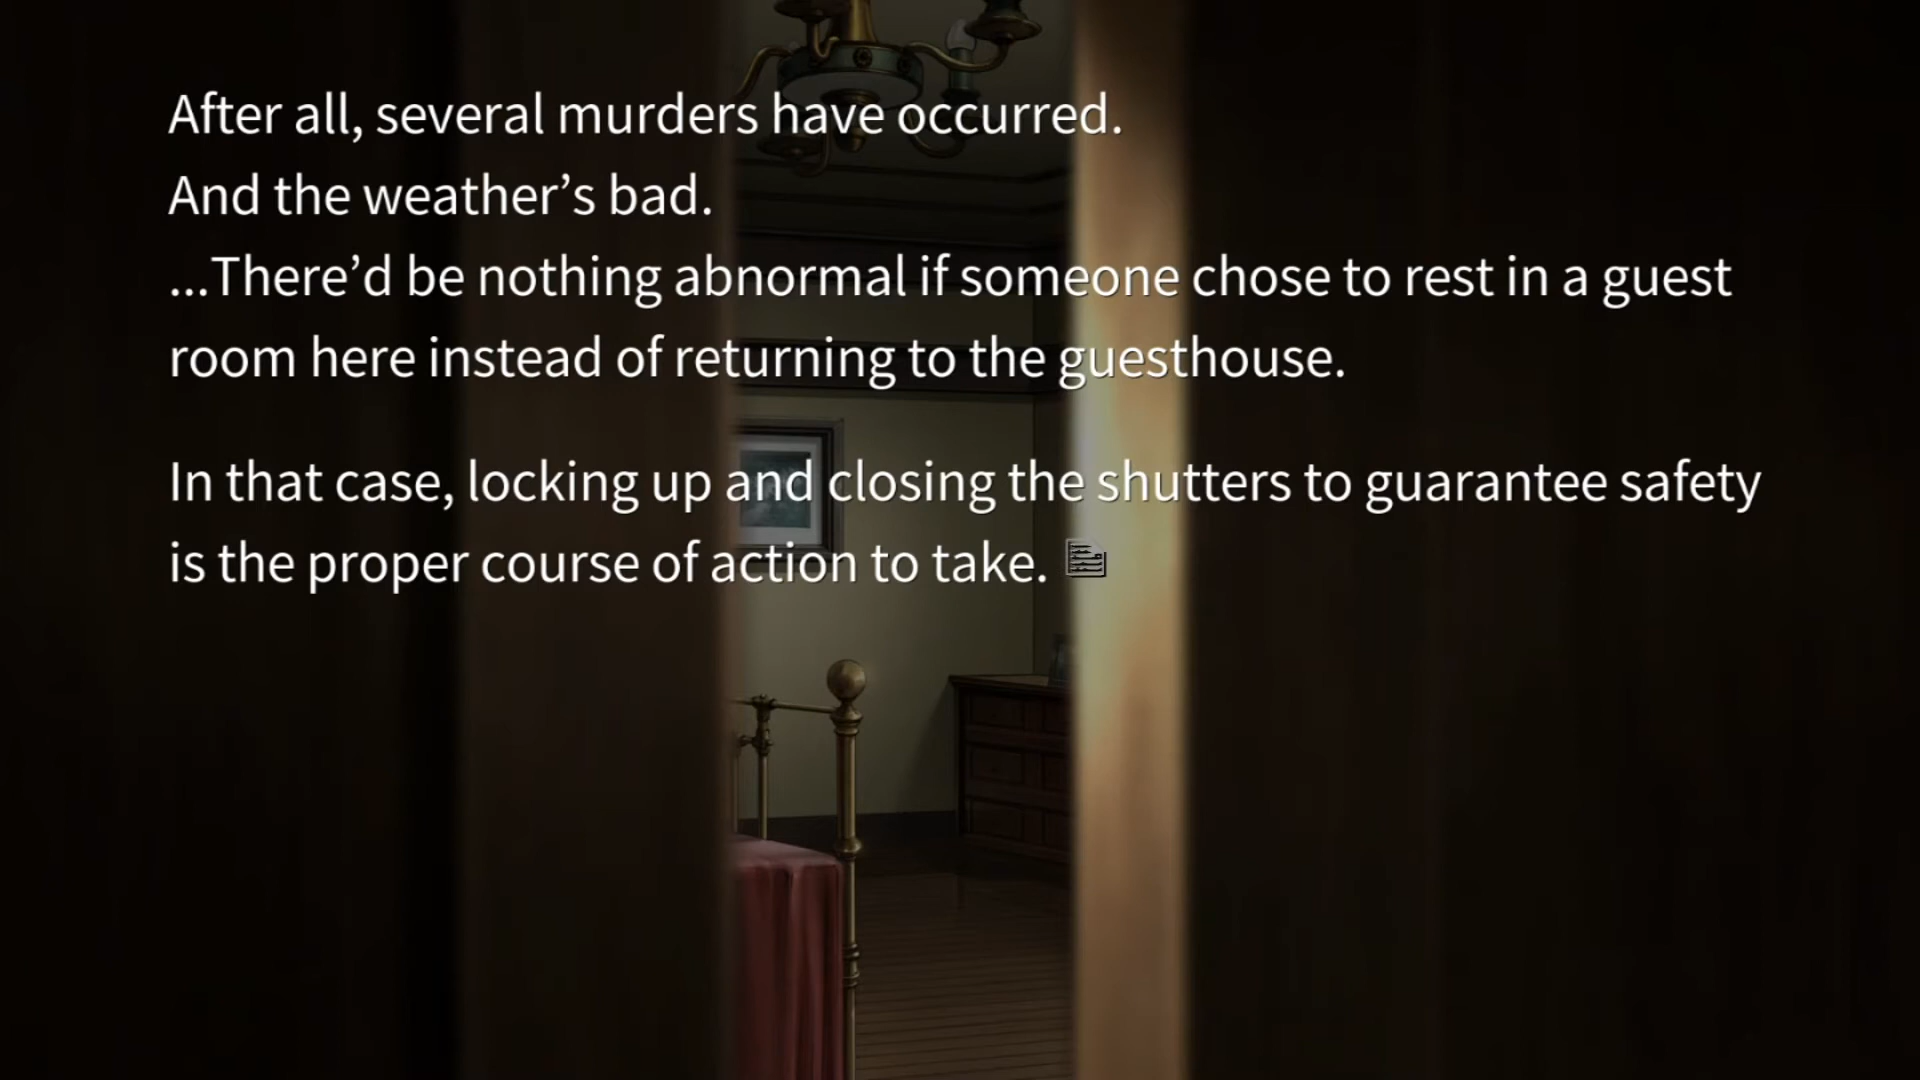 After all, several murders have occurred.
And the weather’s bad.
...There’d be nothing abnormal if someone chose to rest in a guest
room here instead of returning to the guesthouse.
In that case, locking up and closing the shutters to guarantee safety
is the proper course of action to take.